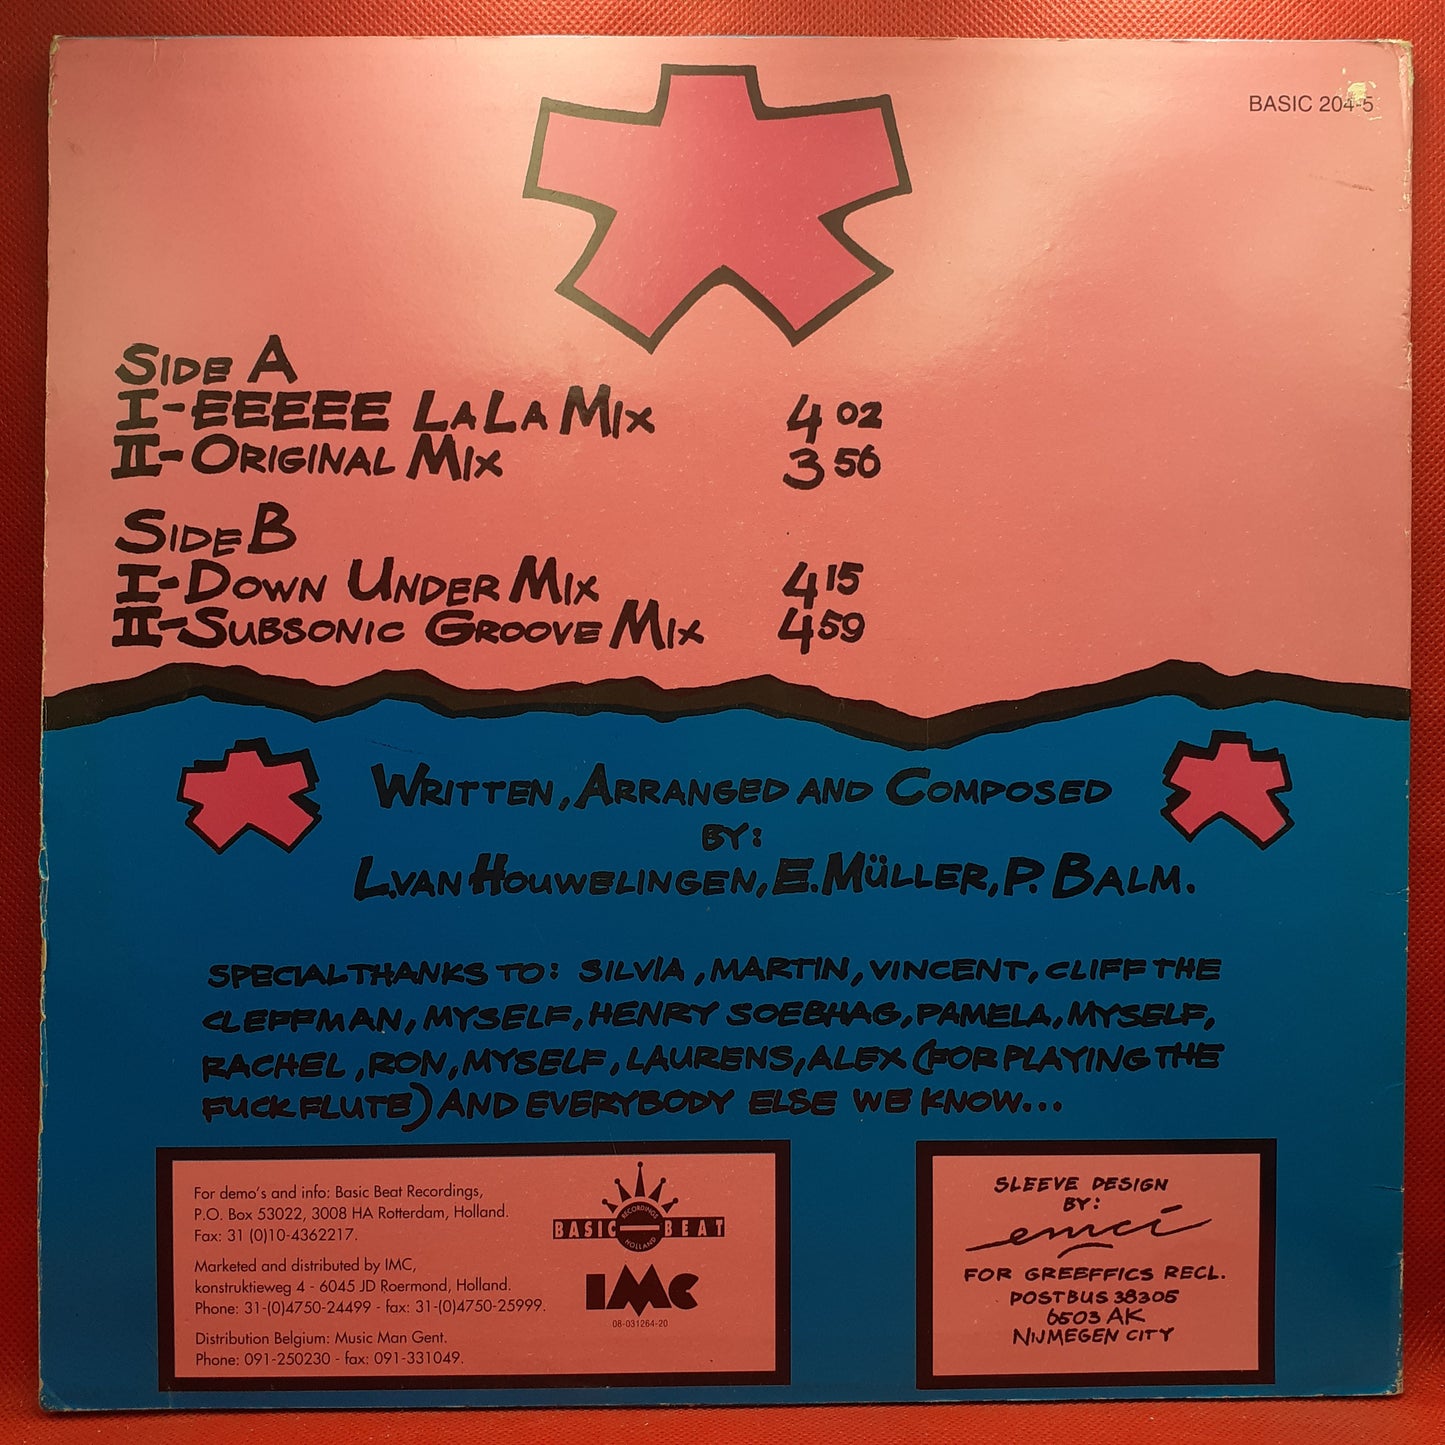 BASIC 204-5
SIDE A
I-EEEEE LALA MIX 4 02
II-ORIGINAL MIX 3 56
SIDE B
I-DOWN UNDER MIX 4 15
II-SUBSONIC GROOVE MIX 4 59
WRITTEN, ARRANGED AND COMPOSED
BY:
L.VAN HOUWELINGEN, E.MÜLLER, P. BALM.
SPECIAL THANKS TO: SILVIA, MARTIN, VINCENT, CLIFF THE
CLEFFMAN, MYSELF, HENRY SOEBHAG, PAMELA, MYSELF,
RACHEL, RON, MYSELF, LAURENS, ALEX (FOR PLAYING THE
FUCK FLUTE) AND EVERYBODY ELSE WE KNOW...
For demo's and info: Basic Beat Recordings,
P.O. Box 53022, 3008 HA Rotterdam, Holland.
Fax: 31 (0)10-4362217.
Marketed and distributed by IMC,
konstruktieweg 4 - 6045 JD Roermond, Holland.
Phone: 31-(0)4750-24499 - fax: 31-(0)4750-25999.
Distribution Belgium: Music Man Gent.
Phone: 091-250230 - fax: 091-331049.
RECORDINGS
BASIC BEAT
HOLLAND
IMC
08-031264-20
SLEEVE DESIGN
BY:
emci
FOR GREEFFICS RECL.
POSTBUS 38305
6503 AK
NIJMEGEN CITY